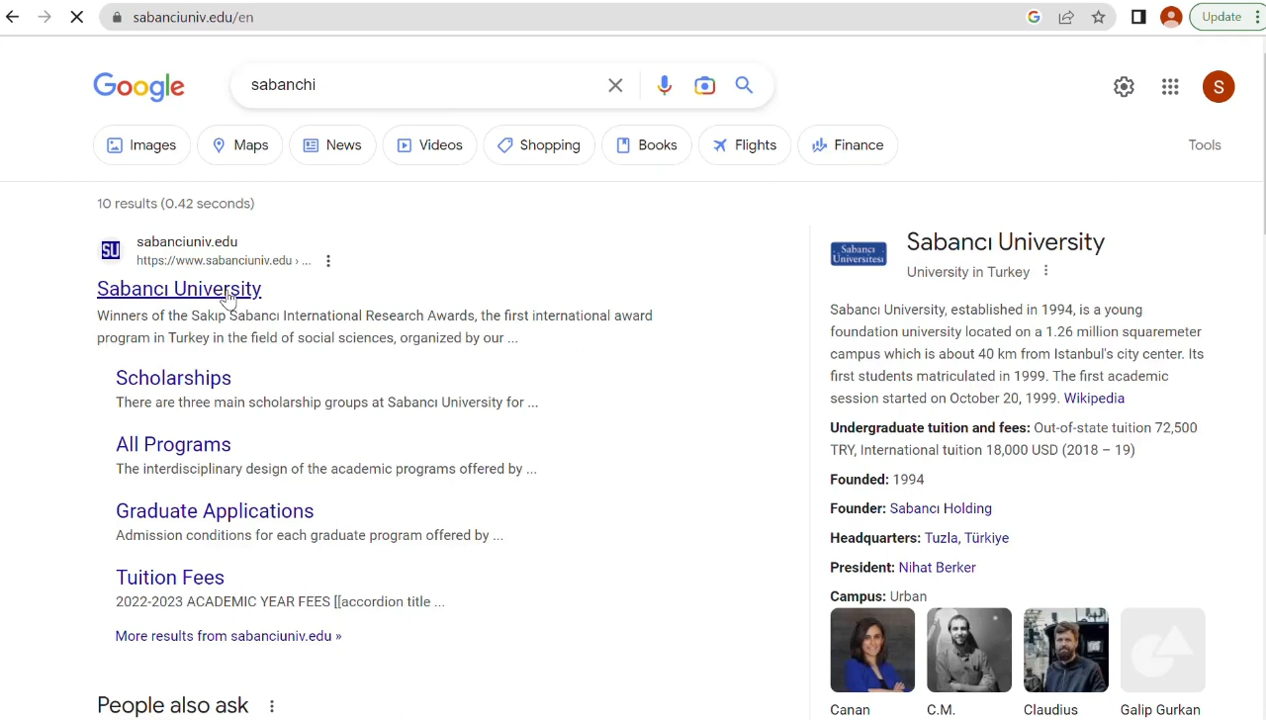 sabanciuniv.edu/en
Update
Google
sabanchi
S
Images
Maps
News
Videos
Shopping
Books
Flights
Finance
Tools
10 results (0.42 seconds)
SU
sabanciuniv.edu
https://www.sabanciuniv.edu › ...
Sabancı University
Winners of the Sakıp Sabancı International Research Awards, the first international award
program in Turkey in the field of social sciences, organized by our ...
Scholarships
There are three main scholarship groups at Sabancı University for ...
All Programs
The interdisciplinary design of the academic programs offered by ...
Graduate Applications
Admission conditions for each graduate program offered by ...
Tuition Fees
2022-2023 ACADEMIC YEAR FEES [[accordion title ...
More results from sabanciuniv.edu »
People also ask
Sabancı
Üniversitesi
Sabancı University
University in Turkey
Sabancı University, established in 1994, is a young
foundation university located on a 1.26 million squaremeter
campus which is about 40 km from Istanbul's city center. Its
first students matriculated in 1999. The first academic
session started on October 20, 1999. Wikipedia
Undergraduate tuition and fees: Out-of-state tuition 72,500
TRY, International tuition 18,000 USD (2018 – 19)
Founded: 1994
Founder: Sabancı Holding
Headquarters: Tuzla, Türkiye
President: Nihat Berker
Campus: Urban
Canan
C.M.
Claudius
Galip Gurkan